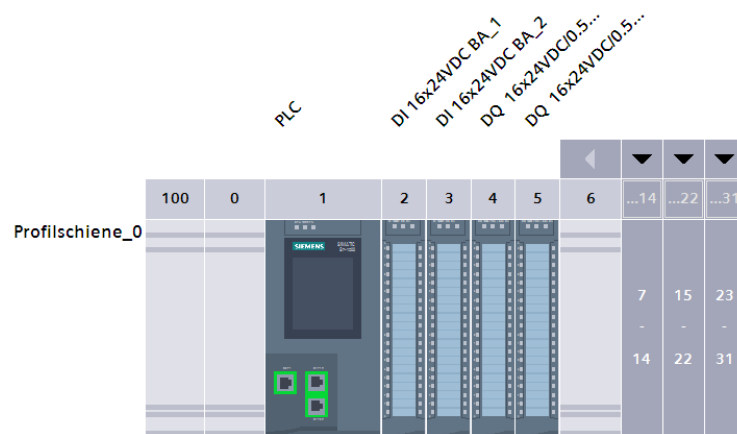 PLC
DI 16x24VDC BA_1
DI 16x24VDC BA_2
DQ 16x24VDC/0.5...
DQ 16x24VDC/0.5...
100 0 1 2 3 4 5 6 ...14 ...22 ...31
Profilschiene_0
SIEMENS
7 15 23
- - -
14 22 31